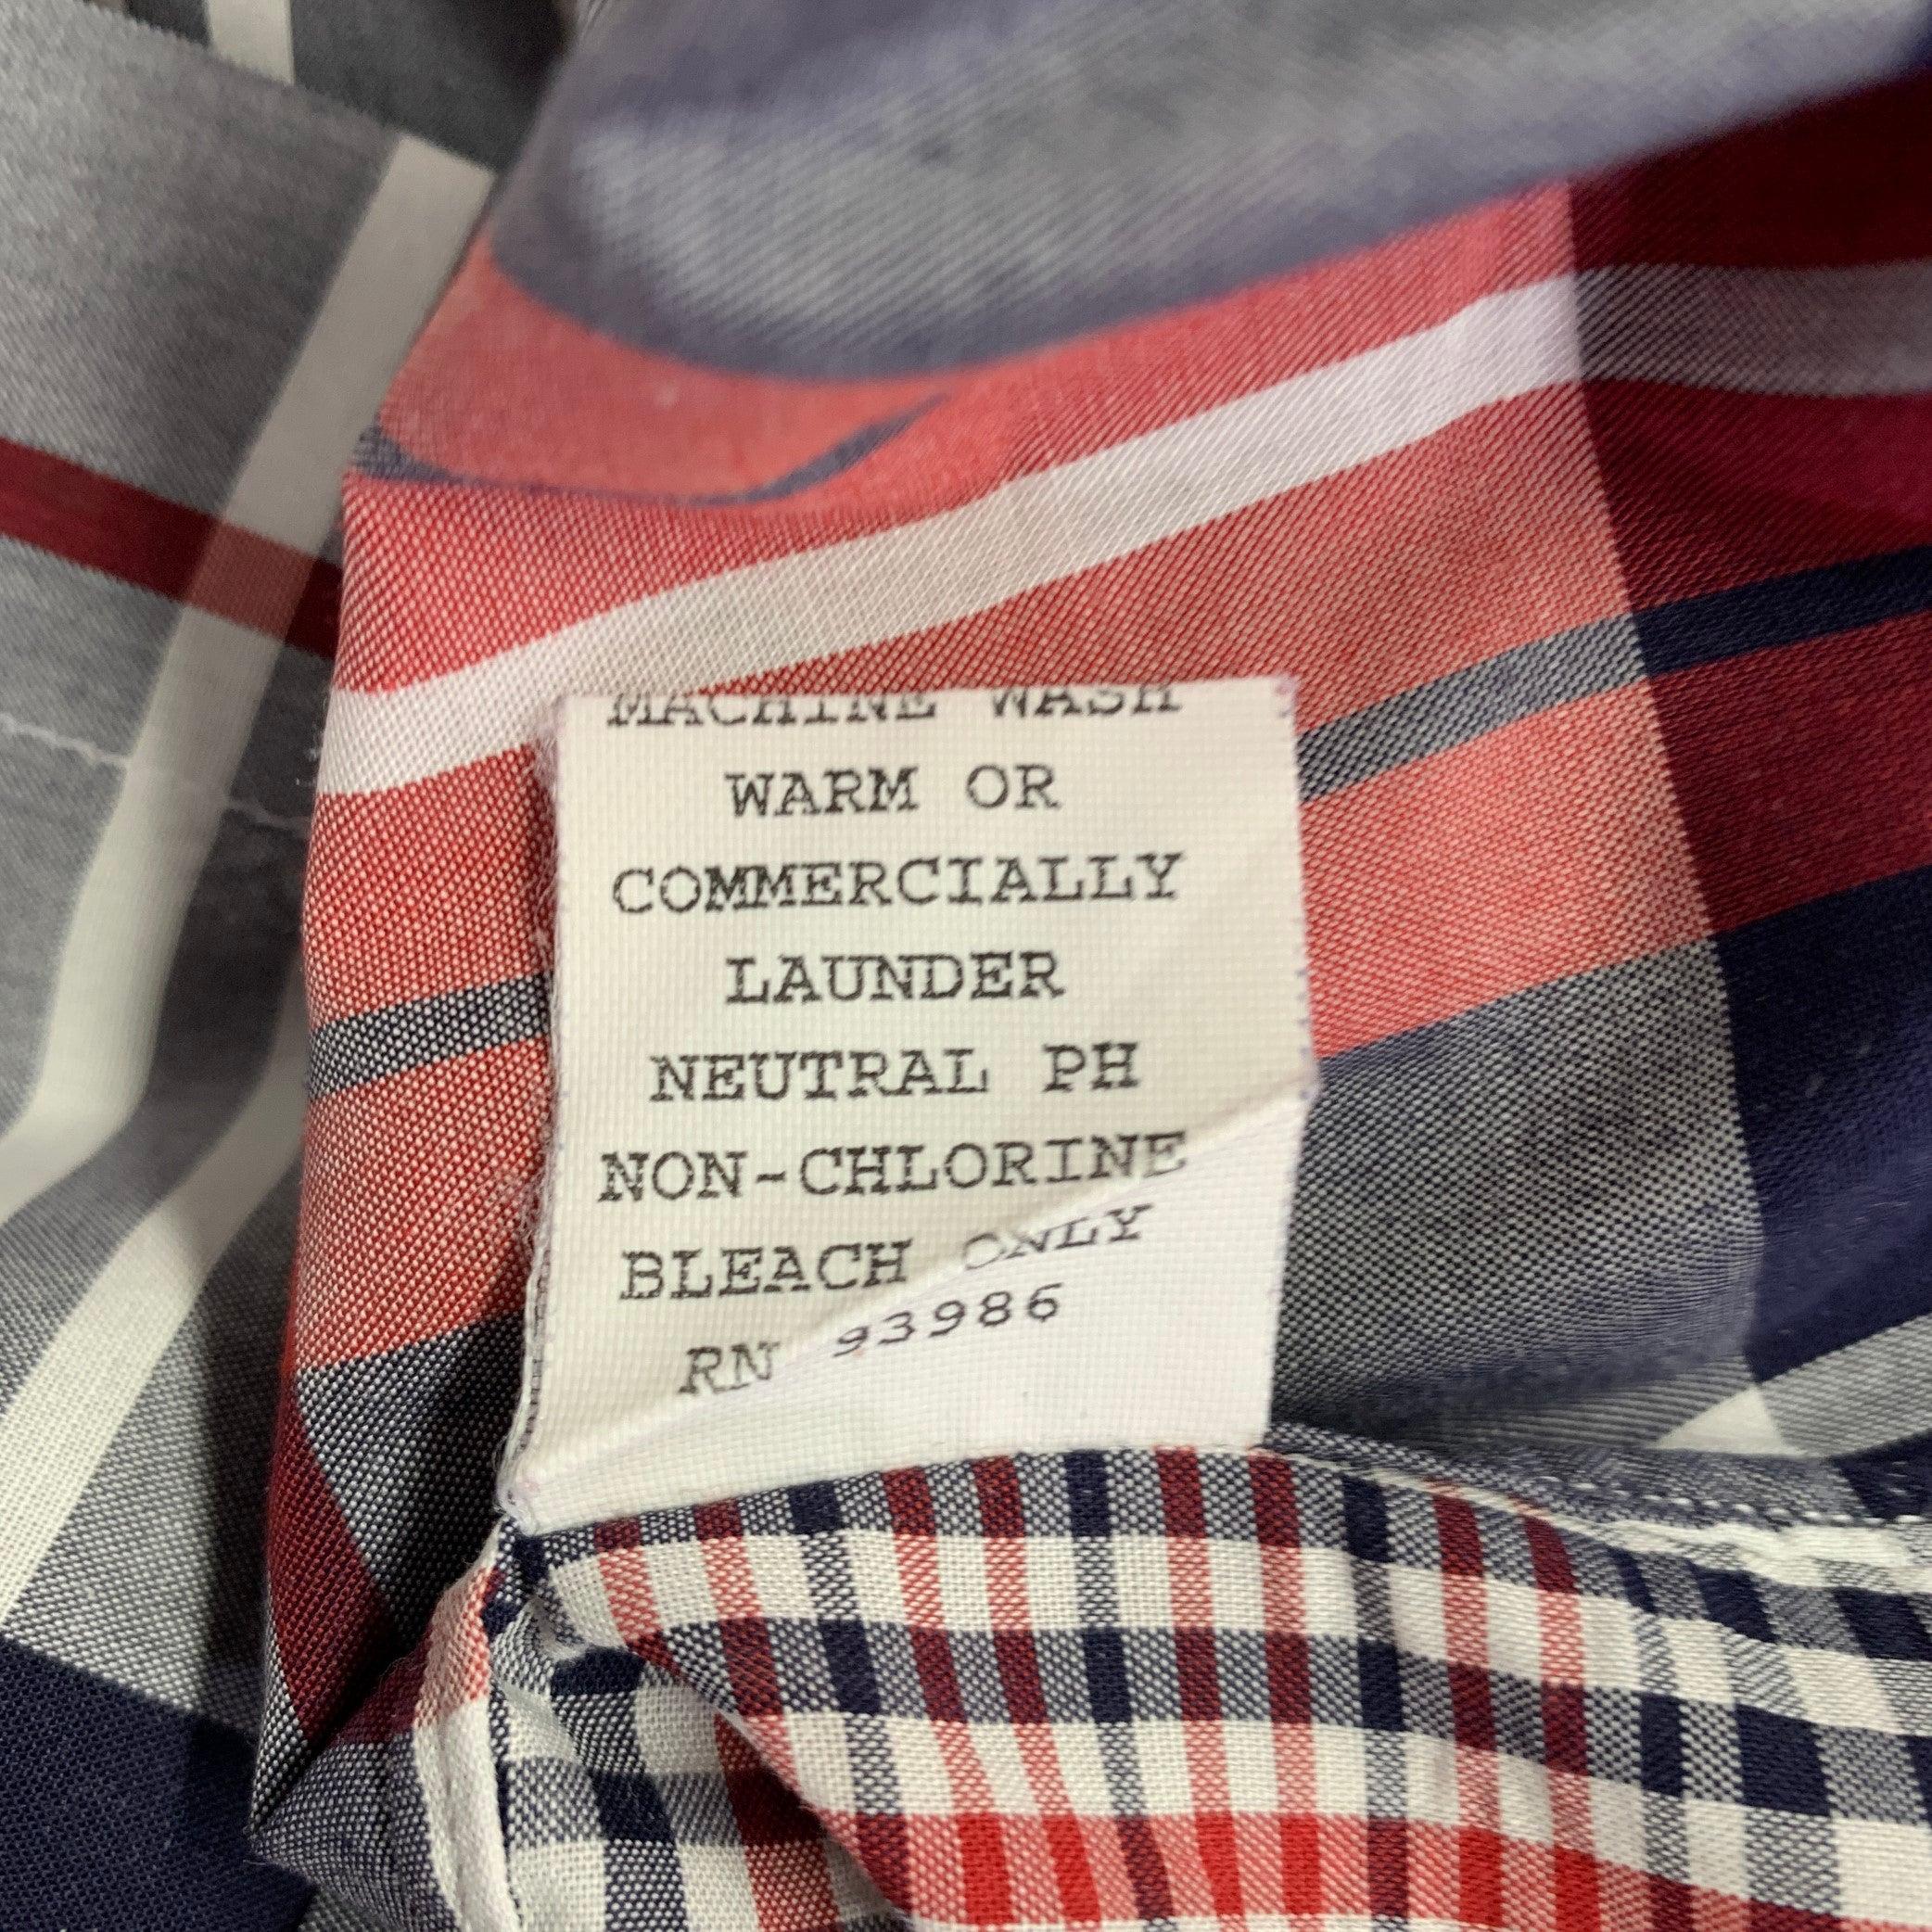 MACHINE WASH
WARM OR
COMMERCIALLY
LAUNDER
NEUTRAL PH
NON-CHLORINE
BLEACH ONLY
RN 93986